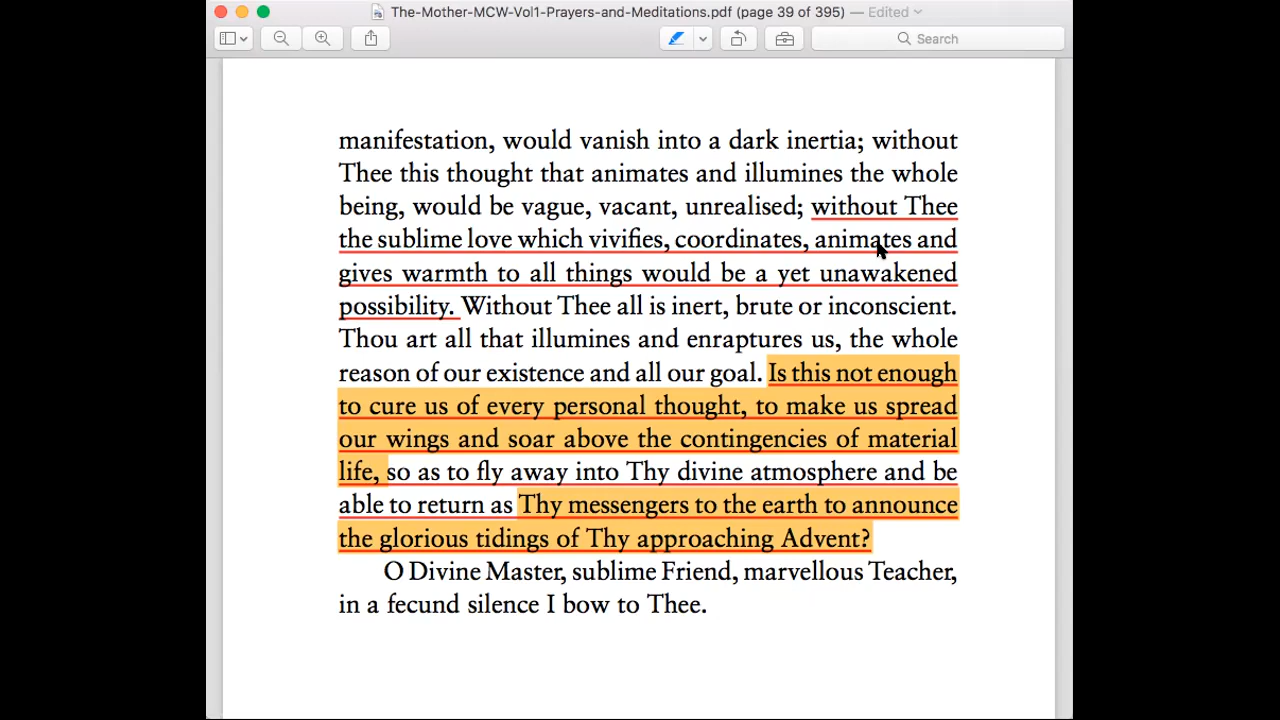 The-Mother-MCW-Vol1-Prayers-and-Meditations.pdf (page 39 of 395) — Edited
Search
manifestation, would vanish into a dark inertia; without
Thee this thought that animates and illumines the whole
being, would be vague, vacant, unrealised; without Thee
the sublime love which vivifies, coordinates, animates and
gives warmth to all things would be a yet unawakened
possibility. Without Thee all is inert, brute or inconscient.
Thou art all that illumines and enraptures us, the whole
reason of our existence and all our goal. Is this not enough
to cure us of every personal thought, to make us spread
our wings and soar above the contingencies of material
life, so as to fly away into Thy divine atmosphere and be
able to return as Thy messengers to the earth to announce
the glorious tidings of Thy approaching Advent?
O Divine Master, sublime Friend, marvellous Teacher,
in a fecund silence I bow to Thee.